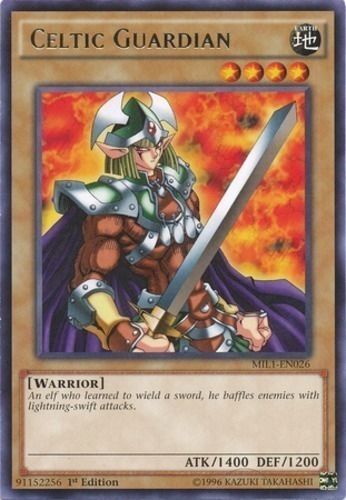 CELTIC GUARDIAN
EARTH
地
MIL1-EN026
[WARRIOR]
An elf who learned to wield a sword, he baffles enemies with
lightning-swift attacks.
ATK/1400 DEF/1200
91152256 1st Edition ©1996 KAZUKI TAKAHASHI